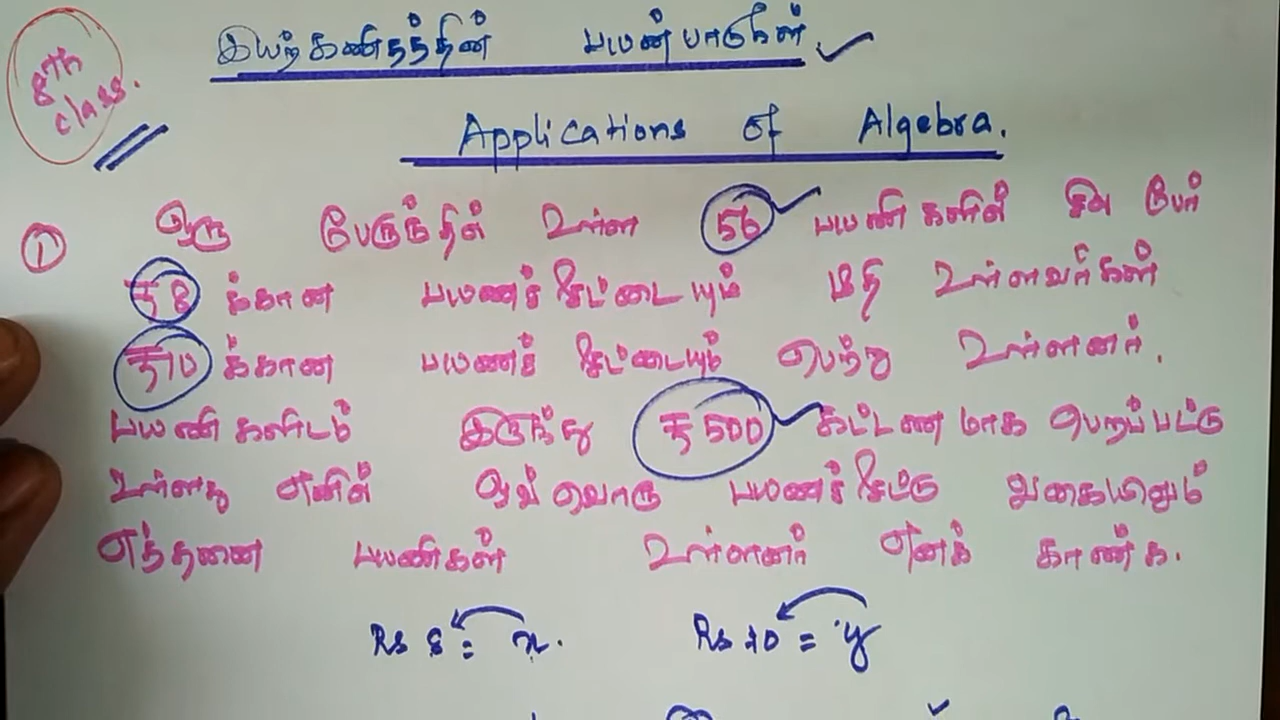 8th
class.
இயற்கணிதத்தின் பயன்பாடுகள்
Applications of Algebra.
① ஒரு பேருந்தில் உள்ள 56 பயணிகளில் சில பேர்
₹8 க்கான பயணச்சீட்டையும் மீதி உள்ளவர்கள்
₹10 க்கான பயணச்சீட்டையும் பெற்று உள்ளனர்.
பயணிகளிடம் இருந்து ₹500 கட்டணமாக பெறப்பட்டு
உள்ளது எனில் ஒவ்வொரு பயணச்சீட்டு வகையிலும்
எத்தனை பயணிகள் உள்ளனர் எனக் காண்க.
Rs 8 = x. Rs 10 = y